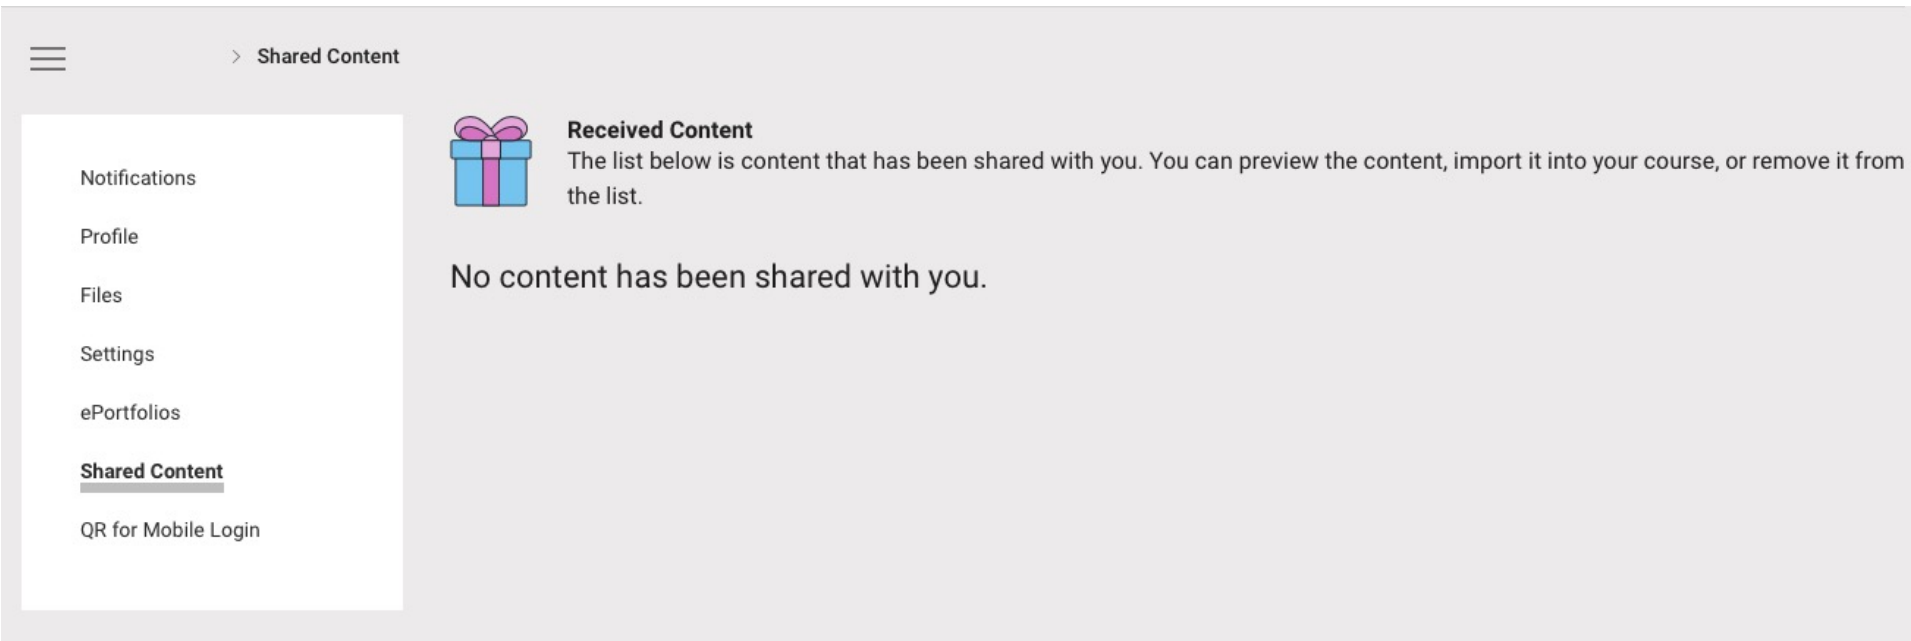 > Shared Content
Notifications
Profile
Files
Settings
ePortfolios
Shared Content
QR for Mobile Login
Received Content
The list below is content that has been shared with you. You can preview the content, import it into your course, or remove it from
the list.
No content has been shared with you.